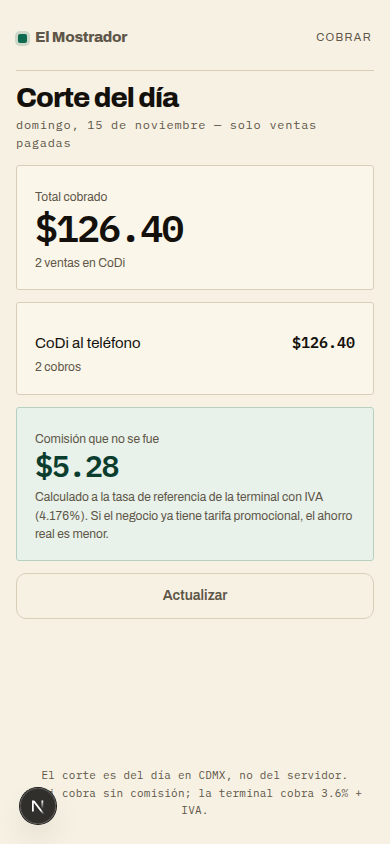 El Mostrador
COBRAR
Corte del día
domingo, 15 de noviembre — solo ventas
pagadas
Total cobrado
$126.40
2 ventas en CoDi
CoDi al teléfono
$126.40
2 cobros
Comisión que no se fue
$5.28
Calculado a la tasa de referencia de la terminal con IVA
(4.176%). Si el negocio ya tiene tarifa promocional, el ahorro
real es menor.
Actualizar
El corte es del día en CDMX, no del servidor.
cobra sin comisión; la terminal cobra 3.6% +
IVA.
N